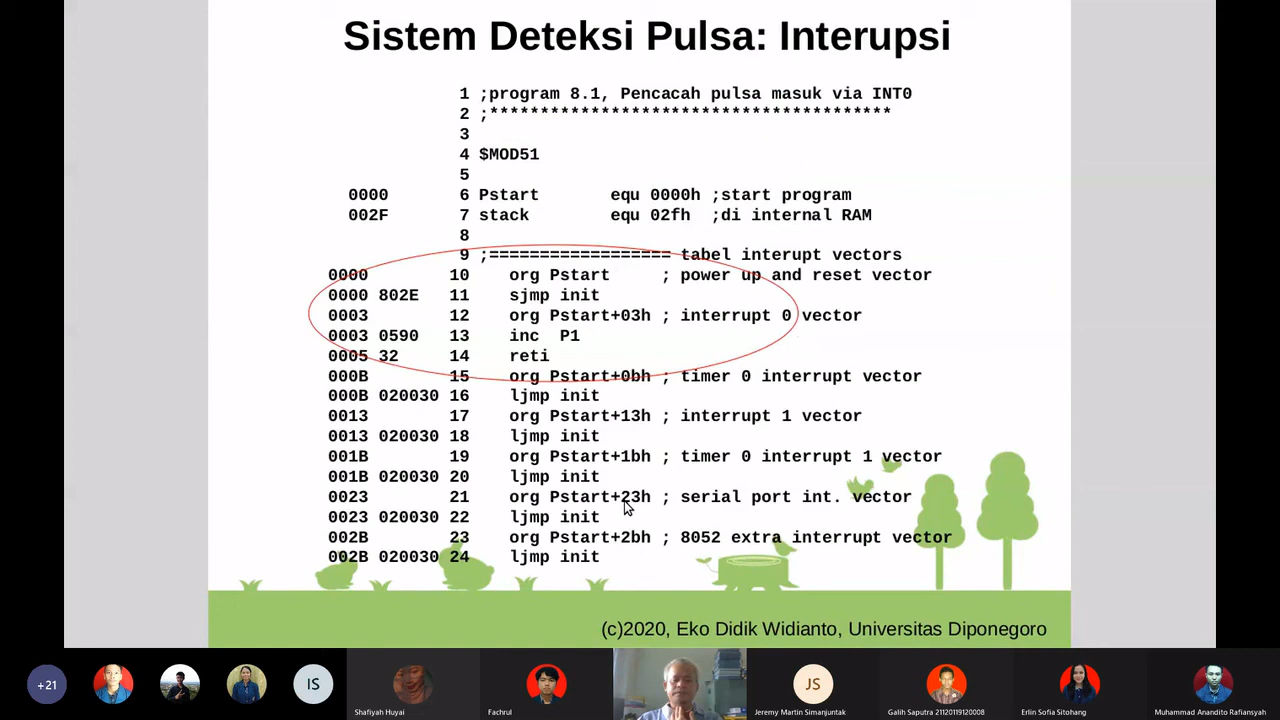 Sistem Deteksi Pulsa: Interupsi
1 ;program 8.1, Pencacah pulsa masuk via INT0
2 ;****************************************
3
4 $MOD51
5
0000 6 Pstart equ 0000h ;start program
002F 7 stack equ 02fh ;di internal RAM
8
9 ;================== tabel interupt vectors
0000 10 org Pstart ; power up and reset vector
0000 802E 11 sjmp init
0003 12 org Pstart+03h ; interrupt 0 vector
0003 0590 13 inc P1
0005 32 14 reti
000B 15 org Pstart+0bh ; timer 0 interrupt vector
000B 020030 16 ljmp init
0013 17 org Pstart+13h ; interrupt 1 vector
0013 020030 18 ljmp init
001B 19 org Pstart+1bh ; timer 0 interrupt 1 vector
001B 020030 20 ljmp init
0023 21 org Pstart+23h ; serial port int. vector
0023 020030 22 ljmp init
002B 23 org Pstart+2bh ; 8052 extra interrupt vector
002B 020030 24 ljmp init
(c)2020, Eko Didik Widianto, Universitas Diponegoro
+21
IS
JS
Shafiyah Huyai
Fachrul
Jeremy Martin Simanjuntak
Galih Saputra 21120119120008
Erlin Sofia Sitohang
Muhammad Anandito Rafiansyah